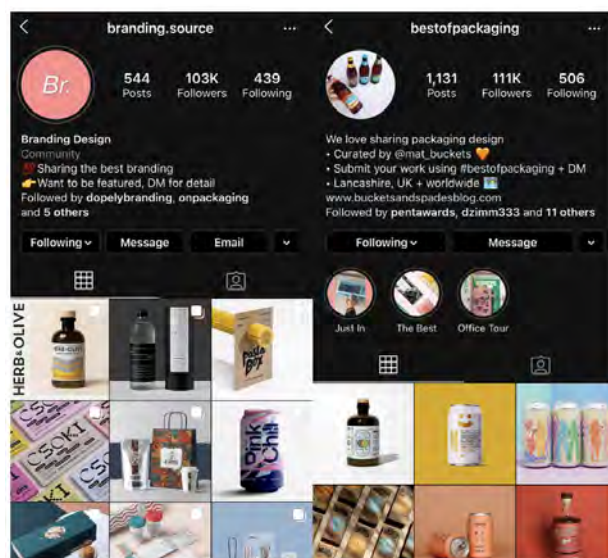 branding.source
Br.
544 103K 439
Posts Followers Following
Branding Design
Community
💯Sharing the best branding
👉Want to be featured, DM for detail
Followed by dopelybranding, onpackaging
and 5 others
Following Message Email
HERB&OLIVE
Pasta
BOX
CSCKI
Pink
Chill
bestofpackaging
1,131 111K 506
Posts Followers Following
We love sharing packaging design
• Curated by @mat_buckets 🧡
• Submit your work using #bestofpackaging + DM
• Lancashire, UK + worldwide
www.bucketsandspadesblog.com
Followed by pentawards, dzimm333 and 11 others
Following Message
Just In The Best Office Tour